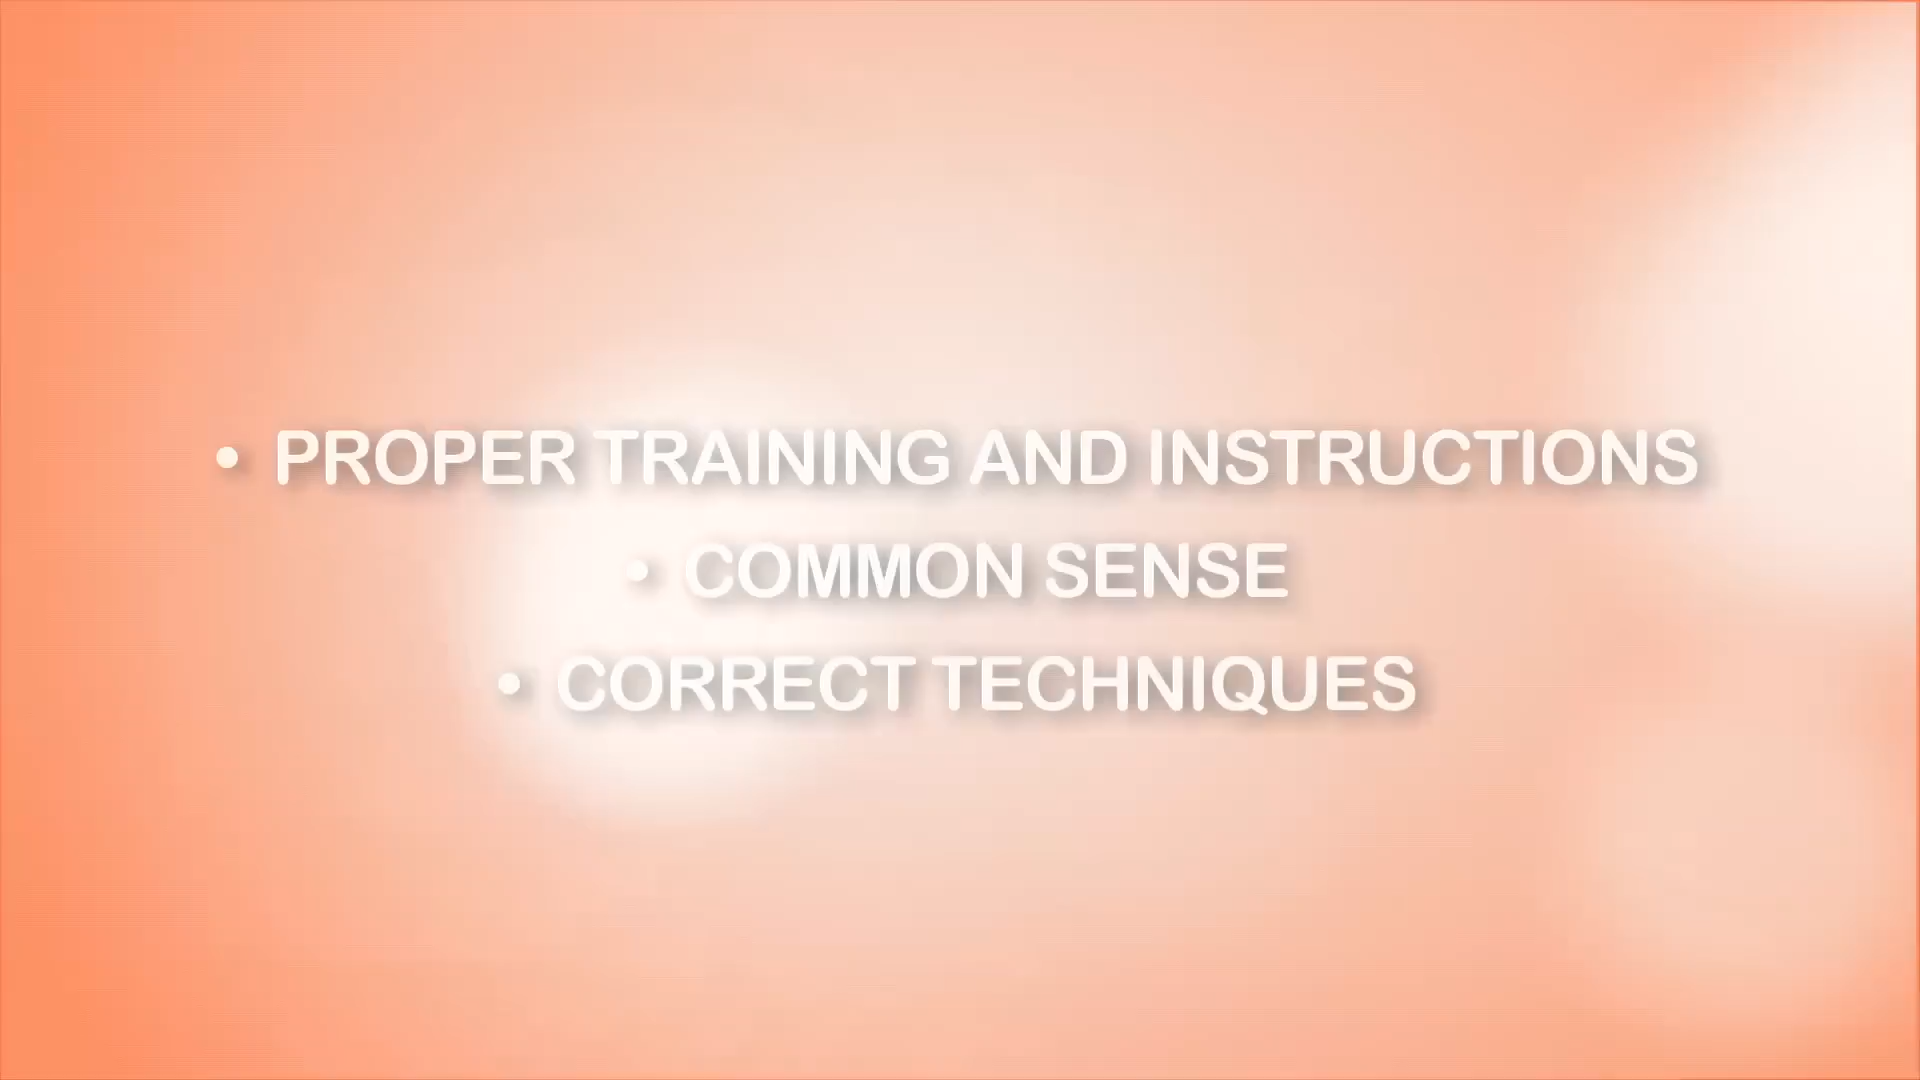 • PROPER TRAINING AND INSTRUCTIONS
• COMMON SENSE
• CORRECT TECHNIQUES